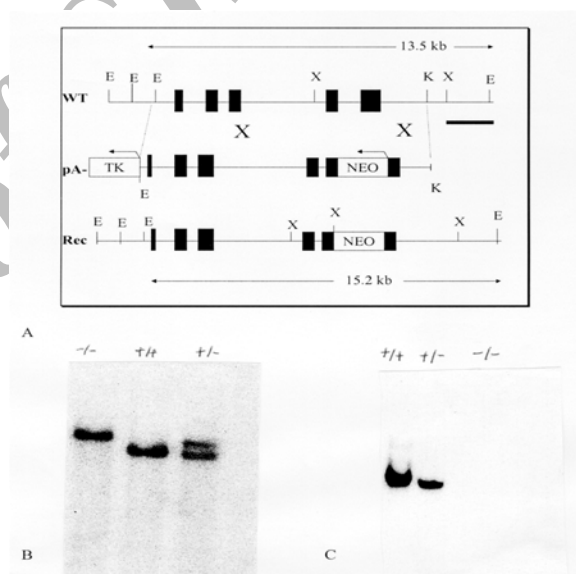 13.5 kb
E E E X K X E
WT
X X
pA- TK NEO
E K
E E E X X X E
Rec NEO
15.2 kb
A
-/- +/+ +/-
+/+ +/- -/-
B C